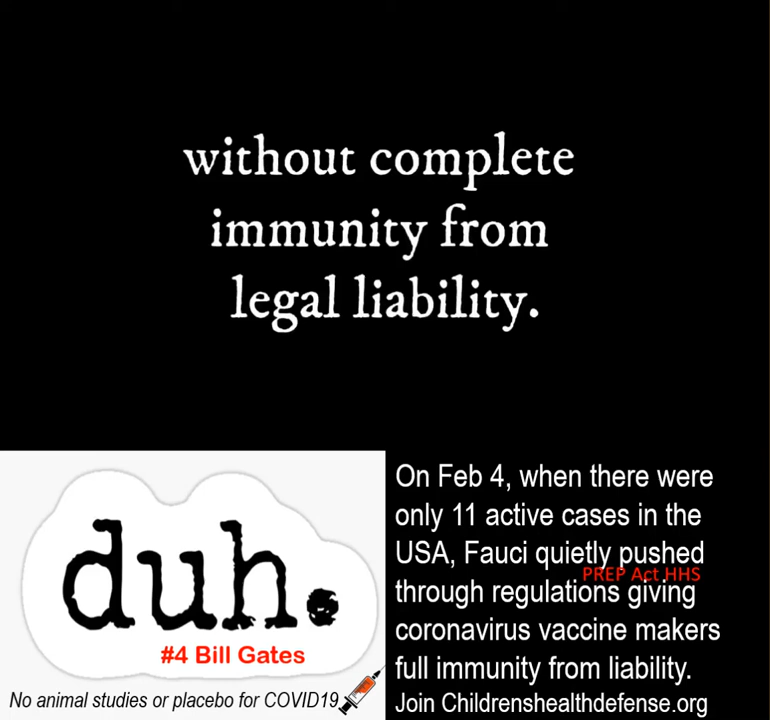 without complete
immunity from
legal liability.
duh.
#4 Bill Gates
No animal studies or placebo for COVID19
On Feb 4, when there were
only 11 active cases in the
USA, Fauci quietly pushed
PREP Act HHS
through regulations giving
coronavirus vaccine makers
full immunity from liability.
Join Childrenshealthdefense.org